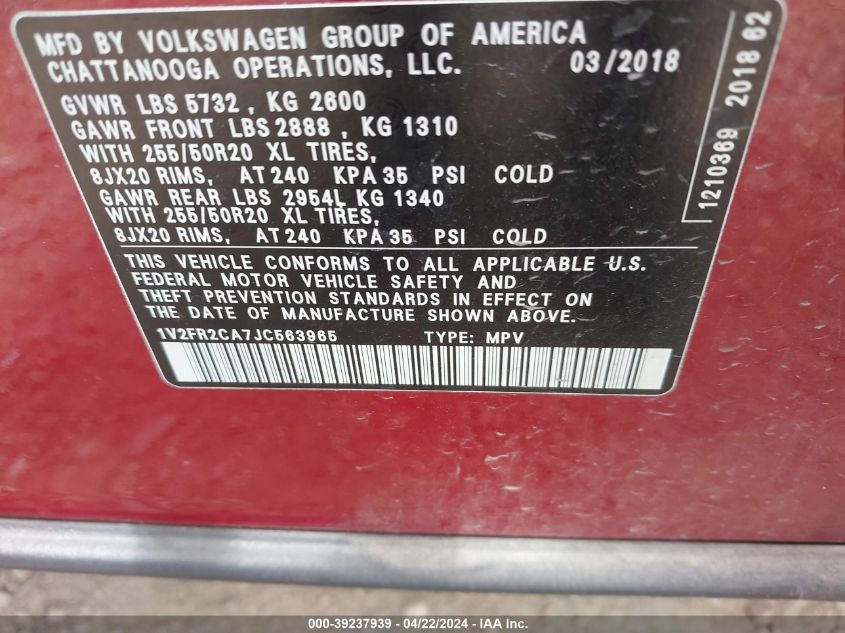 MFD BY VOLKSWAGEN GROUP OF AMERICA
CHATTANOOGA OPERATIONS, LLC. 03/2018
GVWR LBS 5732 , KG 2600
GAWR FRONT LBS 2888 , KG 1310
WITH 255/50R20 XL TIRES,
8JX20 RIMS, AT 240 KPA 35 PSI COLD
GAWR REAR LBS 2954, KG 1340
WITH 255/50R20 XL TIRES,
8JX20 RIMS, AT 240 KPA 35 PSI COLD
THIS VEHICLE CONFORMS TO ALL APPLICABLE U.S.
FEDERAL MOTOR VEHICLE SAFETY AND
THEFT PREVENTION STANDARDS IN EFFECT ON
THE DATE OF MANUFACTURE SHOWN ABOVE.
1V2FR2CA7JC563965 TYPE: MPV
1210369 2018 62
000-39237939 - 04/22/2024 - IAA Inc.